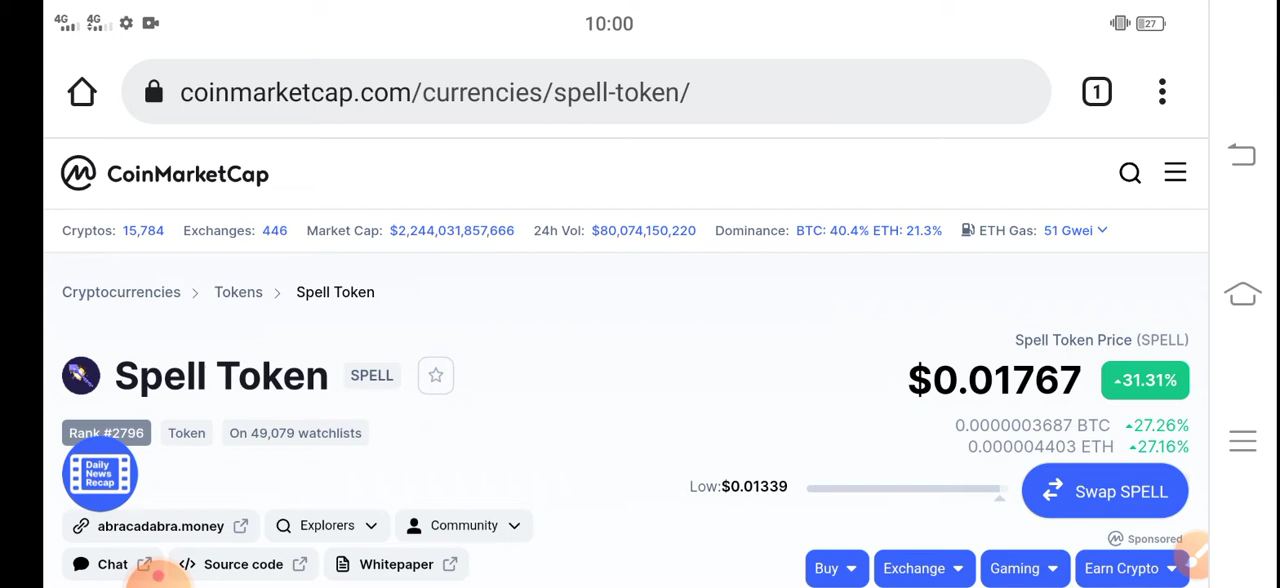 4G 4G 10:00 27
coinmarketcap.com/currencies/spell-token/ 1
CoinMarketCap
Cryptos: 15,784 Exchanges: 446 Market Cap: $2,244,031,857,666 24h Vol: $80,074,150,220 Dominance: BTC: 40.4% ETH: 21.3% ETH Gas: 51 Gwei
Cryptocurrencies > Tokens > Spell Token
Spell Token Price (SPELL)
Spell Token SPELL $0.01767 31.31%
0.0000003687 BTC 27.26%
Rank #2796 Token On 49,079 watchlists
0.000004403 ETH 27.16%
Daily
News
Recap
Low:$0.01339 Swap SPELL
abracadabra.money Explorers Community
Sponsored
Chat Source code Whitepaper
Buy Exchange Gaming Earn Crypto